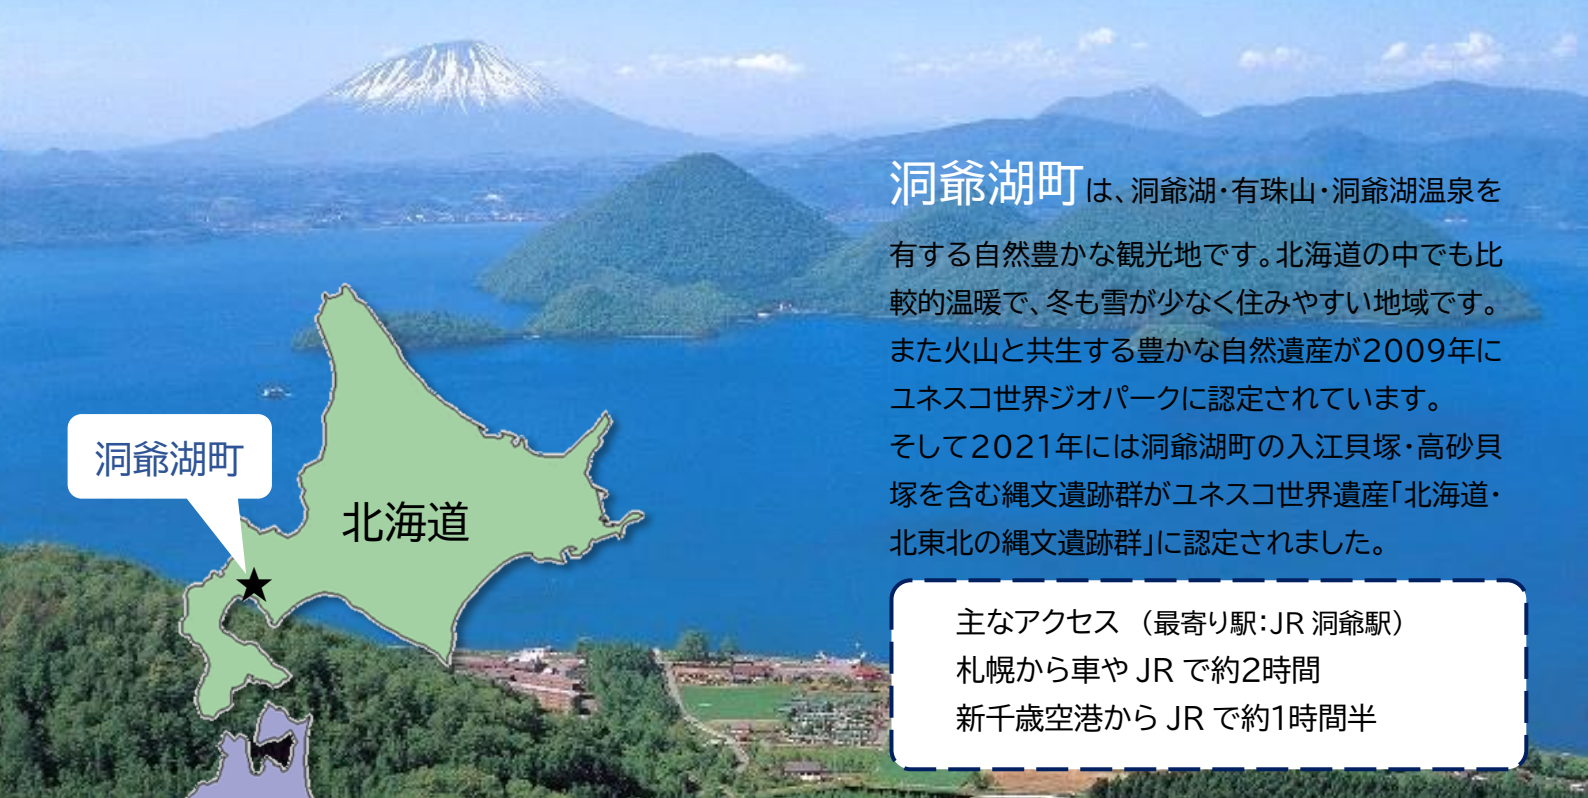 洞爺湖町は、洞爺湖・有珠山・洞爺湖温泉を
有する自然豊かな観光地です。北海道の中でも比
較的温暖で、冬も雪が少なく住みやすい地域です。
また火山と共生する豊かな自然遺産が2009年に
ユネスコ世界ジオパークに認定されています。
そして2021年には洞爺湖町の入江貝塚・高砂貝
塚を含む縄文遺跡群がユネスコ世界遺産「北海道・
北東北の縄文遺跡群」に認定されました。
洞爺湖町
北海道
主なアクセス （最寄り駅：JR 洞爺駅）
札幌から車や JR で約2時間
新千歳空港から JR で約1時間半